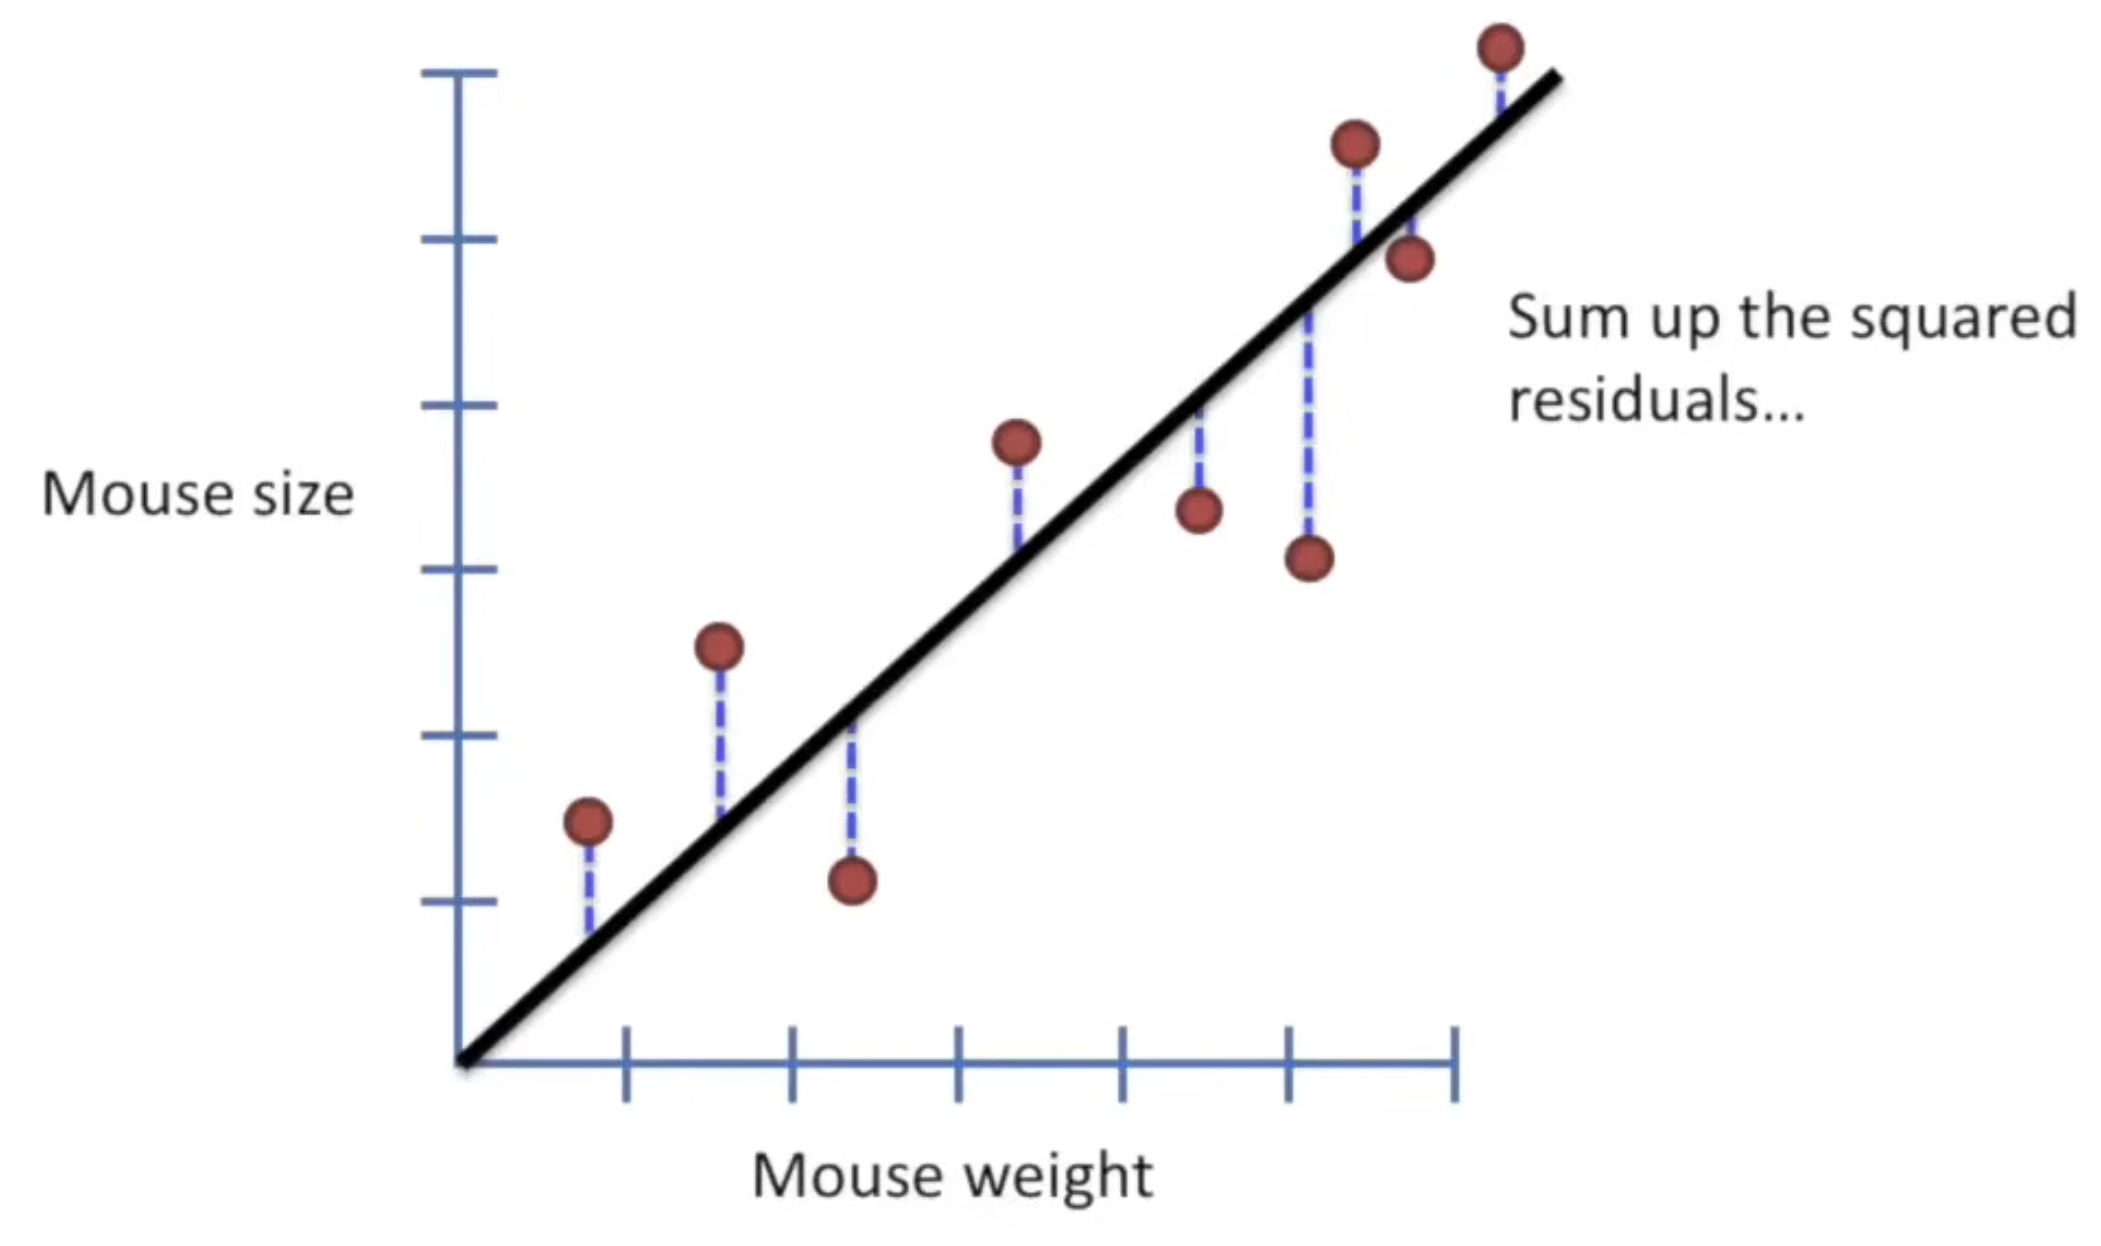 Mouse size
Sum up the squared
residuals...
Mouse weight